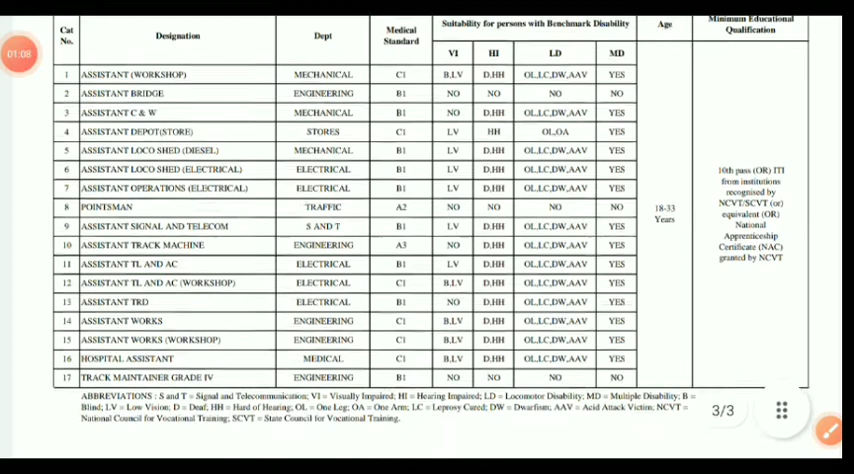 01:08
Cat No. Designation Dept Medical Standard Suitability for persons with Benchmark Disability Age Minimum Educational Qualification
VI HI LD MD
1 ASSISTANT (WORKSHOP) MECHANICAL C1 B,LV D,HH OL,LC,DW,AAV YES
2 ASSISTANT BRIDGE ENGINEERING B1 NO NO NO NO
3 ASSISTANT C & W MECHANICAL B1 NO D,HH OL,LC,DW,AAV YES
4 ASSISTANT DEPOT(STORE) STORES C1 LV HH OL,OA YES
5 ASSISTANT LOCO SHED (DIESEL) MECHANICAL B1 LV D,HH OL,LC,DW,AAV YES
6 ASSISTANT LOCO SHED (ELECTRICAL) ELECTRICAL B1 LV D,HH OL,LC,DW,AAV YES
7 ASSISTANT OPERATIONS (ELECTRICAL) ELECTRICAL B1 LV D,HH OL,LC,DW,AAV YES
8 POINTSMAN TRAFFIC A2 NO NO NO NO
9 ASSISTANT SIGNAL AND TELECOM S AND T B1 LV D,HH OL,LC,DW,AAV YES
10 ASSISTANT TRACK MACHINE ENGINEERING A3 NO D,HH OL,LC,DW,AAV YES
11 ASSISTANT TL AND AC ELECTRICAL B1 LV D,HH OL,LC,DW,AAV YES
12 ASSISTANT TL AND AC (WORKSHOP) ELECTRICAL C1 B,LV D,HH OL,LC,DW,AAV YES
13 ASSISTANT TRD ELECTRICAL B1 NO D,HH OL,LC,DW,AAV YES
14 ASSISTANT WORKS ENGINEERING C1 B,LV D,HH OL,LC,DW,AAV YES
15 ASSISTANT WORKS (WORKSHOP) ENGINEERING C1 B,LV D,HH OL,LC,DW,AAV YES
16 HOSPITAL ASSISTANT MEDICAL C1 B,LV D,HH OL,LC,DW,AAV YES
17 TRACK MAINTAINER GRADE IV ENGINEERING B1 NO NO NO NO
18-33
Years
10th pass (OR) ITI
from institutions
recognised by
NCVT/SCVT (or)
equivalent (OR)
National
Apprenticeship
Certificate (NAC)
granted by NCVT
ABBREVIATIONS : S and T = Signal and Telecommunication; VI = Visually Impaired; HI = Hearing Impaired; LD = Locomotor Disability; MD = Multiple Disability; B =
Blind; LV = Low Vision; D = Deaf; HH = Hard of Hearing; OL = One Leg; OA = One Arm; LC = Leprosy Cured; DW = Dwarfism; AAV = Acid Attack Victim; NCVT =
National Council for Vocational Training; SCVT = State Council for Vocational Training.
3/3